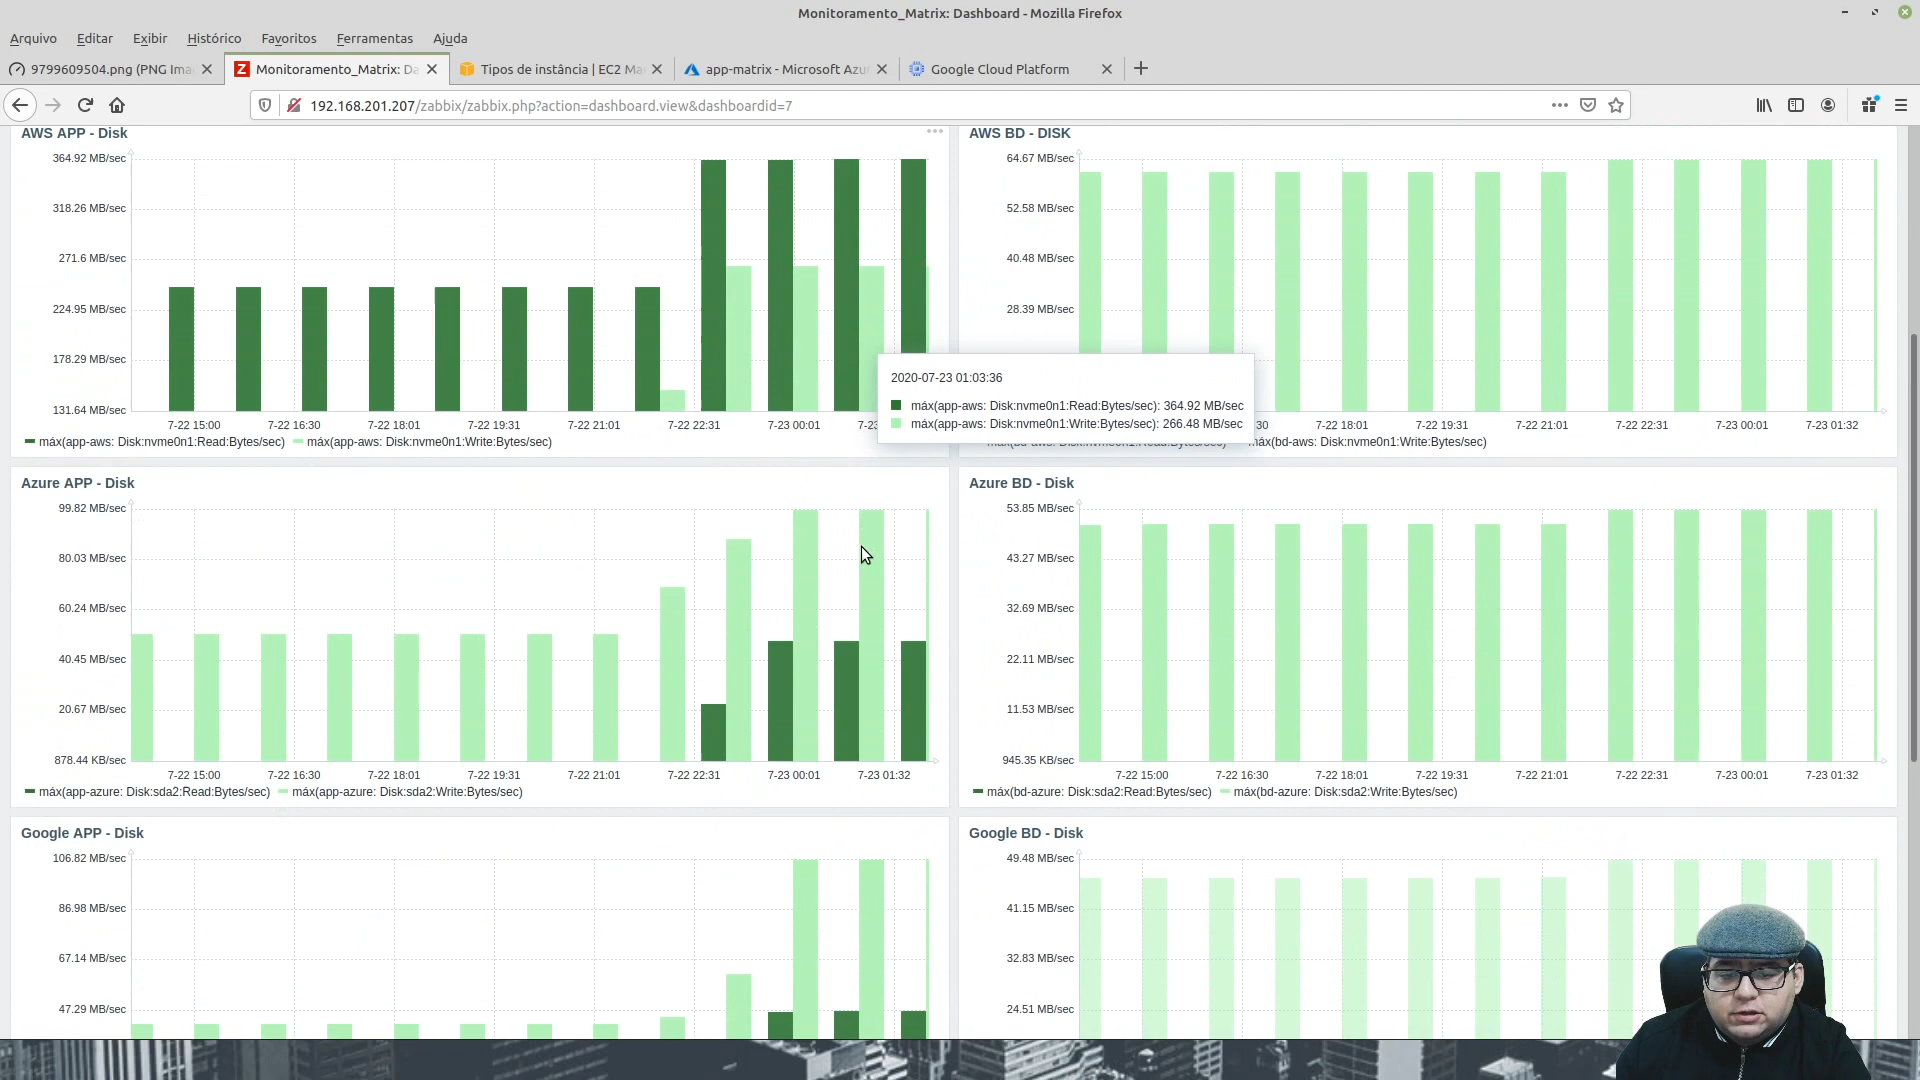 Monitoramento_Matrix: Dashboard - Mozilla Firefox
Arquivo Editar Exibir Histórico Favoritos Ferramentas Ajuda
9799609504.png (PNG Ima
Monitoramento_Matrix: Da
Tipos de instância | EC2 Ma
app-matrix - Microsoft Azu
Google Cloud Platform
192.168.201.207/zabbix/zabbix.php?action=dashboard.view&dashboardid=7
AWS APP - Disk
364.92 MB/sec
318.26 MB/sec
271.6 MB/sec
224.95 MB/sec
178.29 MB/sec
131.64 MB/sec
7-22 15:00 7-22 16:30 7-22 18:01 7-22 19:31 7-22 21:01 7-22 22:31 7-23 00:01 7-23
máx(app-aws: Disk:nvme0n1:Read:Bytes/sec) máx(app-aws: Disk:nvme0n1:Write:Bytes/sec)
AWS BD - DISK
64.67 MB/sec
52.58 MB/sec
40.48 MB/sec
28.39 MB/sec
2020-07-23 01:03:36
máx(app-aws: Disk:nvme0n1:Read:Bytes/sec): 364.92 MB/sec
máx(app-aws: Disk:nvme0n1:Write:Bytes/sec): 266.48 MB/sec
30 7-22 18:01 7-22 19:31 7-22 21:01 7-22 22:31 7-23 00:01 7-23 01:32
máx(bd-aws: Disk:nvme0n1:Read:Bytes/sec) máx(bd-aws: Disk:nvme0n1:Write:Bytes/sec)
Azure APP - Disk
99.82 MB/sec
80.03 MB/sec
60.24 MB/sec
40.45 MB/sec
20.67 MB/sec
878.44 KB/sec
7-22 15:00 7-22 16:30 7-22 18:01 7-22 19:31 7-22 21:01 7-22 22:31 7-23 00:01 7-23 01:32
máx(app-azure: Disk:sda2:Read:Bytes/sec) máx(app-azure: Disk:sda2:Write:Bytes/sec)
Azure BD - Disk
53.85 MB/sec
43.27 MB/sec
32.69 MB/sec
22.11 MB/sec
11.53 MB/sec
945.35 KB/sec
7-22 15:00 7-22 16:30 7-22 18:01 7-22 19:31 7-22 21:01 7-22 22:31 7-23 00:01 7-23 01:32
máx(bd-azure: Disk:sda2:Read:Bytes/sec) máx(bd-azure: Disk:sda2:Write:Bytes/sec)
Google APP - Disk
106.82 MB/sec
86.98 MB/sec
67.14 MB/sec
47.29 MB/sec
Google BD - Disk
49.48 MB/sec
41.15 MB/sec
32.83 MB/sec
24.51 MB/sec